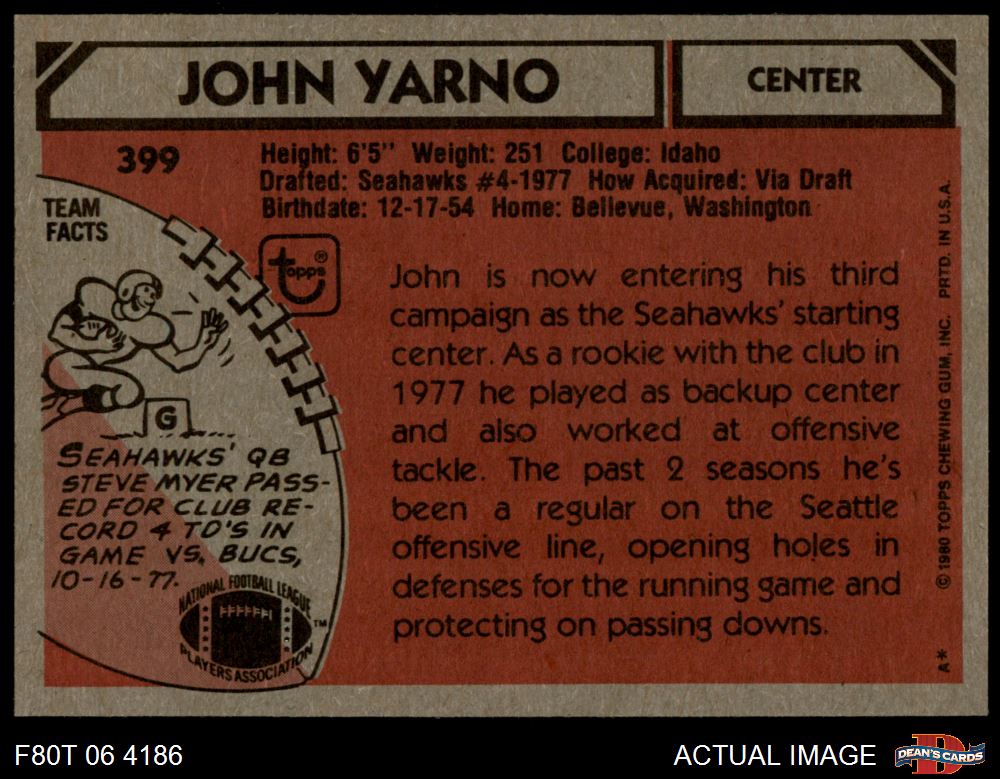 JOHN YARNO
CENTER
399
Height: 6'5" Weight: 251 College: Idaho
Drafted: Seahawks #4-1977 How Acquired: Via Draft
Birthdate: 12-17-54 Home: Bellevue, Washington
TEAM
FACTS
topps®
G
SEAHAWKS' QB
STEVE MYER PASS-
ED FOR CLUB RE-
CORD 4 TD'S IN
GAME VS. BUCS,
10-16-77.
NATIONAL FOOTBALL LEAGUE
PLAYERS ASSOCIATION
TM
John is now entering his third
campaign as the Seahawks' starting
center. As a rookie with the club in
1977 he played as backup center
and also worked at offensive
tackle. The past 2 seasons he's
been a regular on the Seattle
offensive line, opening holes in
defenses for the running game and
protecting on passing downs.
A* © 1980 TOPPS CHEWING GUM, INC. PRTD. IN U.S.A.
F80T 06 4186
ACTUAL IMAGE
D
DEAN'S CARDS